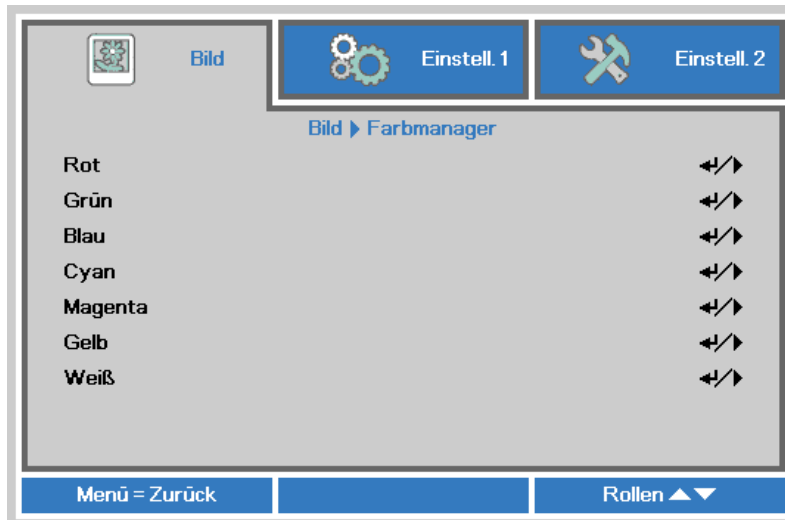 Bild
Einstell. 1
Einstell. 2
Bild ▶ Farbmanager
Rot ↵/▶
Grün ↵/▶
Blau ↵/▶
Cyan ↵/▶
Magenta ↵/▶
Gelb ↵/▶
Weiß ↵/▶
Menü = Zurück
Rollen ▲▼